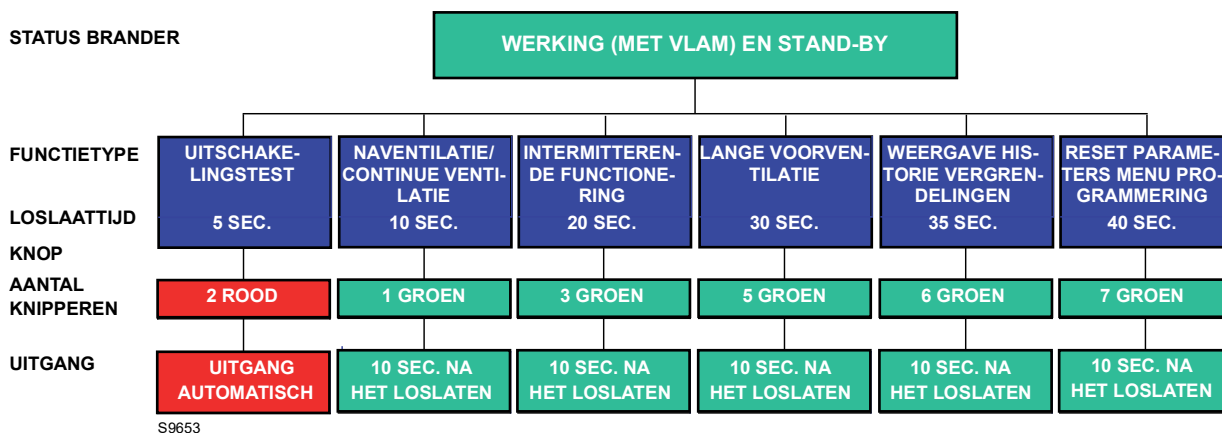 STATUS BRANDER
WERKING (MET VLAM) EN STAND-BY
FUNCTIETYPE
UITSCHAKE-
LINGSTEST
NAVENTILATIE/
CONTINUE VENTI-
LATIE
INTERMITTEREN-
DE FUNCTIONE-
RING
LANGE VOORVEN-
TILATIE
WEERGAVE HIS-
TORIE VERGREN-
DELINGEN
RESET PARAME-
TERS MENU PRO-
GRAMMERING
LOSLAATTIJD
KNOP
5 SEC.
10 SEC.
20 SEC.
30 SEC.
35 SEC.
40 SEC.
AANTAL
KNIPPEREN
2 ROOD
1 GROEN
3 GROEN
5 GROEN
6 GROEN
7 GROEN
UITGANG
UITGANG
AUTOMATISCH
10 SEC. NA
HET LOSLATEN
10 SEC. NA
HET LOSLATEN
10 SEC. NA
HET LOSLATEN
10 SEC. NA
HET LOSLATEN
10 SEC. NA
HET LOSLATEN
S9653